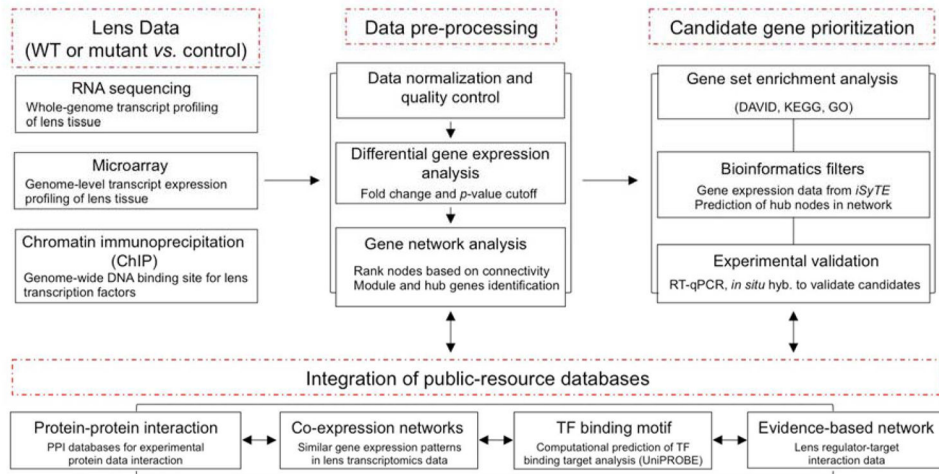 Lens Data
(WT or mutant vs. control)
RNA sequencing
Whole-genome transcript profiling
of lens tissue
Microarray
Genome-level transcript expression
profiling of lens tissue
Chromatin immunoprecipitation
(ChIP)
Genome-wide DNA binding site for lens
transcription factors
Data pre-processing
Data normalization and
quality control
Differential gene expression
analysis
Fold change and p-value cutoff
Gene network analysis
Rank nodes based on connectivity
Module and hub genes identification
Candidate gene prioritization
Gene set enrichment analysis
(DAVID, KEGG, GO)
Bioinformatics filters
Gene expression data from iSyTE
Prediction of hub nodes in network
Experimental validation
RT-qPCR, in situ hyb. to validate candidates
Integration of public-resource databases
Protein-protein interaction
PPI databases for experimental
protein data interaction
Co-expression networks
Similar gene expression patterns
in lens transcriptomics data
TF binding motif
Computational prediction of TF
binding target analysis (UniPROBE)
Evidence-based network
Lens regulator-target
interaction data